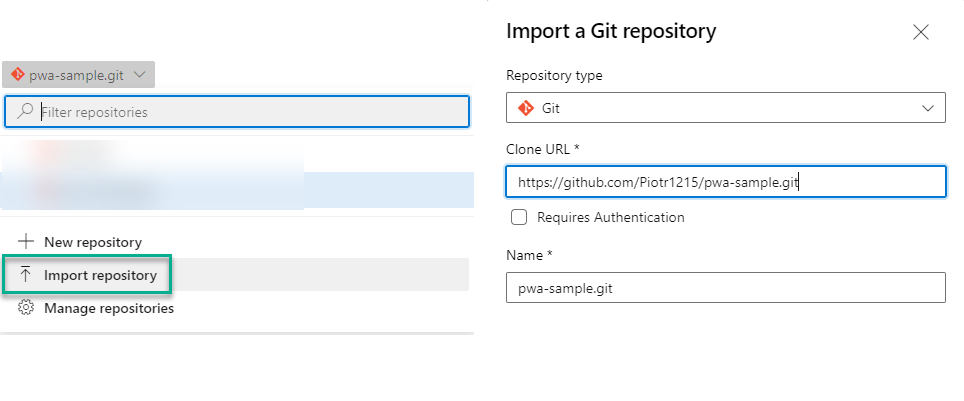 pwa-sample.git
Filter repositories
New repository
Import repository
Manage repositories
Import a Git repository
Repository type
Git
Clone URL *
https://github.com/Piotr1215/pwa-sample.git
Requires Authentication
Name *
pwa-sample.git